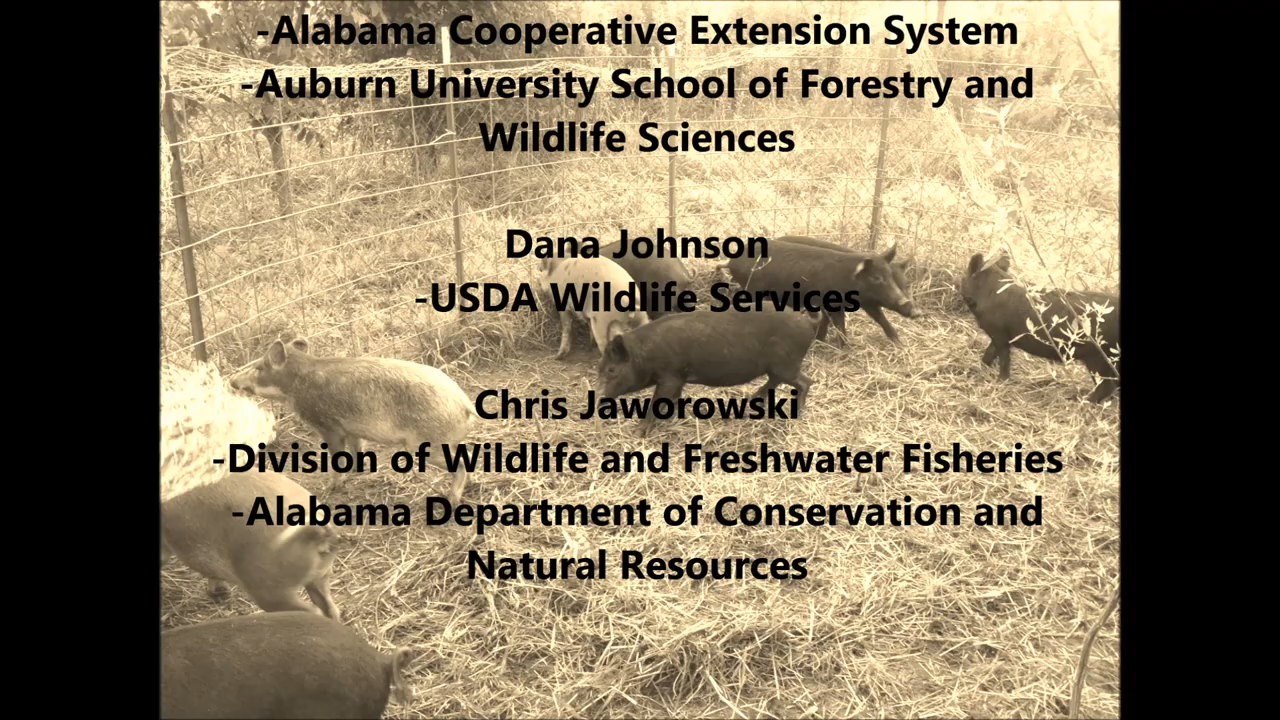 -Alabama Cooperative Extension System
-Auburn University School of Forestry and
Wildlife Sciences
Dana Johnson
-USDA Wildlife Services
Chris Jaworowski
-Division of Wildlife and Freshwater Fisheries
-Alabama Department of Conservation and
Natural Resources